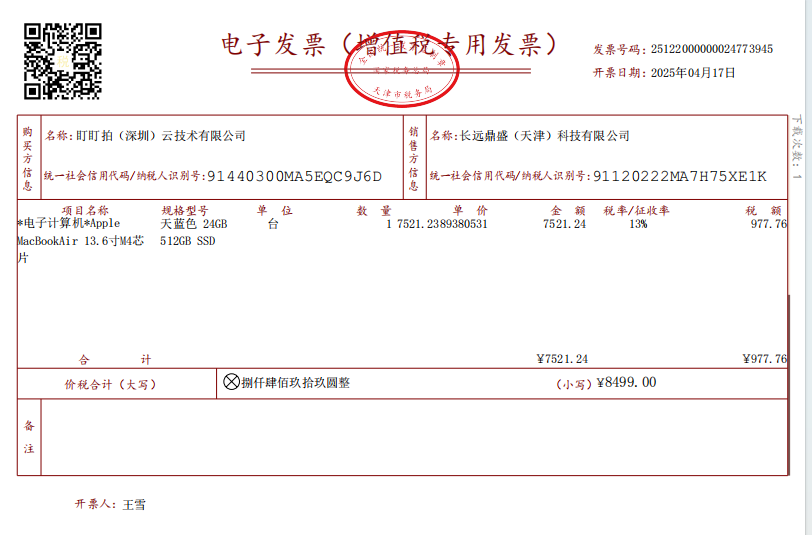 电子发票（增值税专用发票）
发票号码：25122000000024773945
开票日期：2025年04月17日
天津市税务局
下载次数：1
购买方信息
名称：盯盯拍（深圳）云技术有限公司
统一社会信用代码/纳税人识别号：91440300MA5EQC9J6D
销售方信息
名称：长远鼎盛（天津）科技有限公司
统一社会信用代码/纳税人识别号：91120222MA7H75XE1K
项目名称 规格型号 单位 数量 单价 金额 税率/征收率 税额
*电子计算机*Apple 天蓝色 24GB 台 1 7521.2389380531 7521.24 13% 977.76
MacBookAir 13.6寸M4芯 512GB SSD
片
合计 ¥7521.24 ¥977.76
价税合计（大写） 捌仟肆佰玖拾玖圆整 （小写）¥8499.00
备注
开票人：王雪